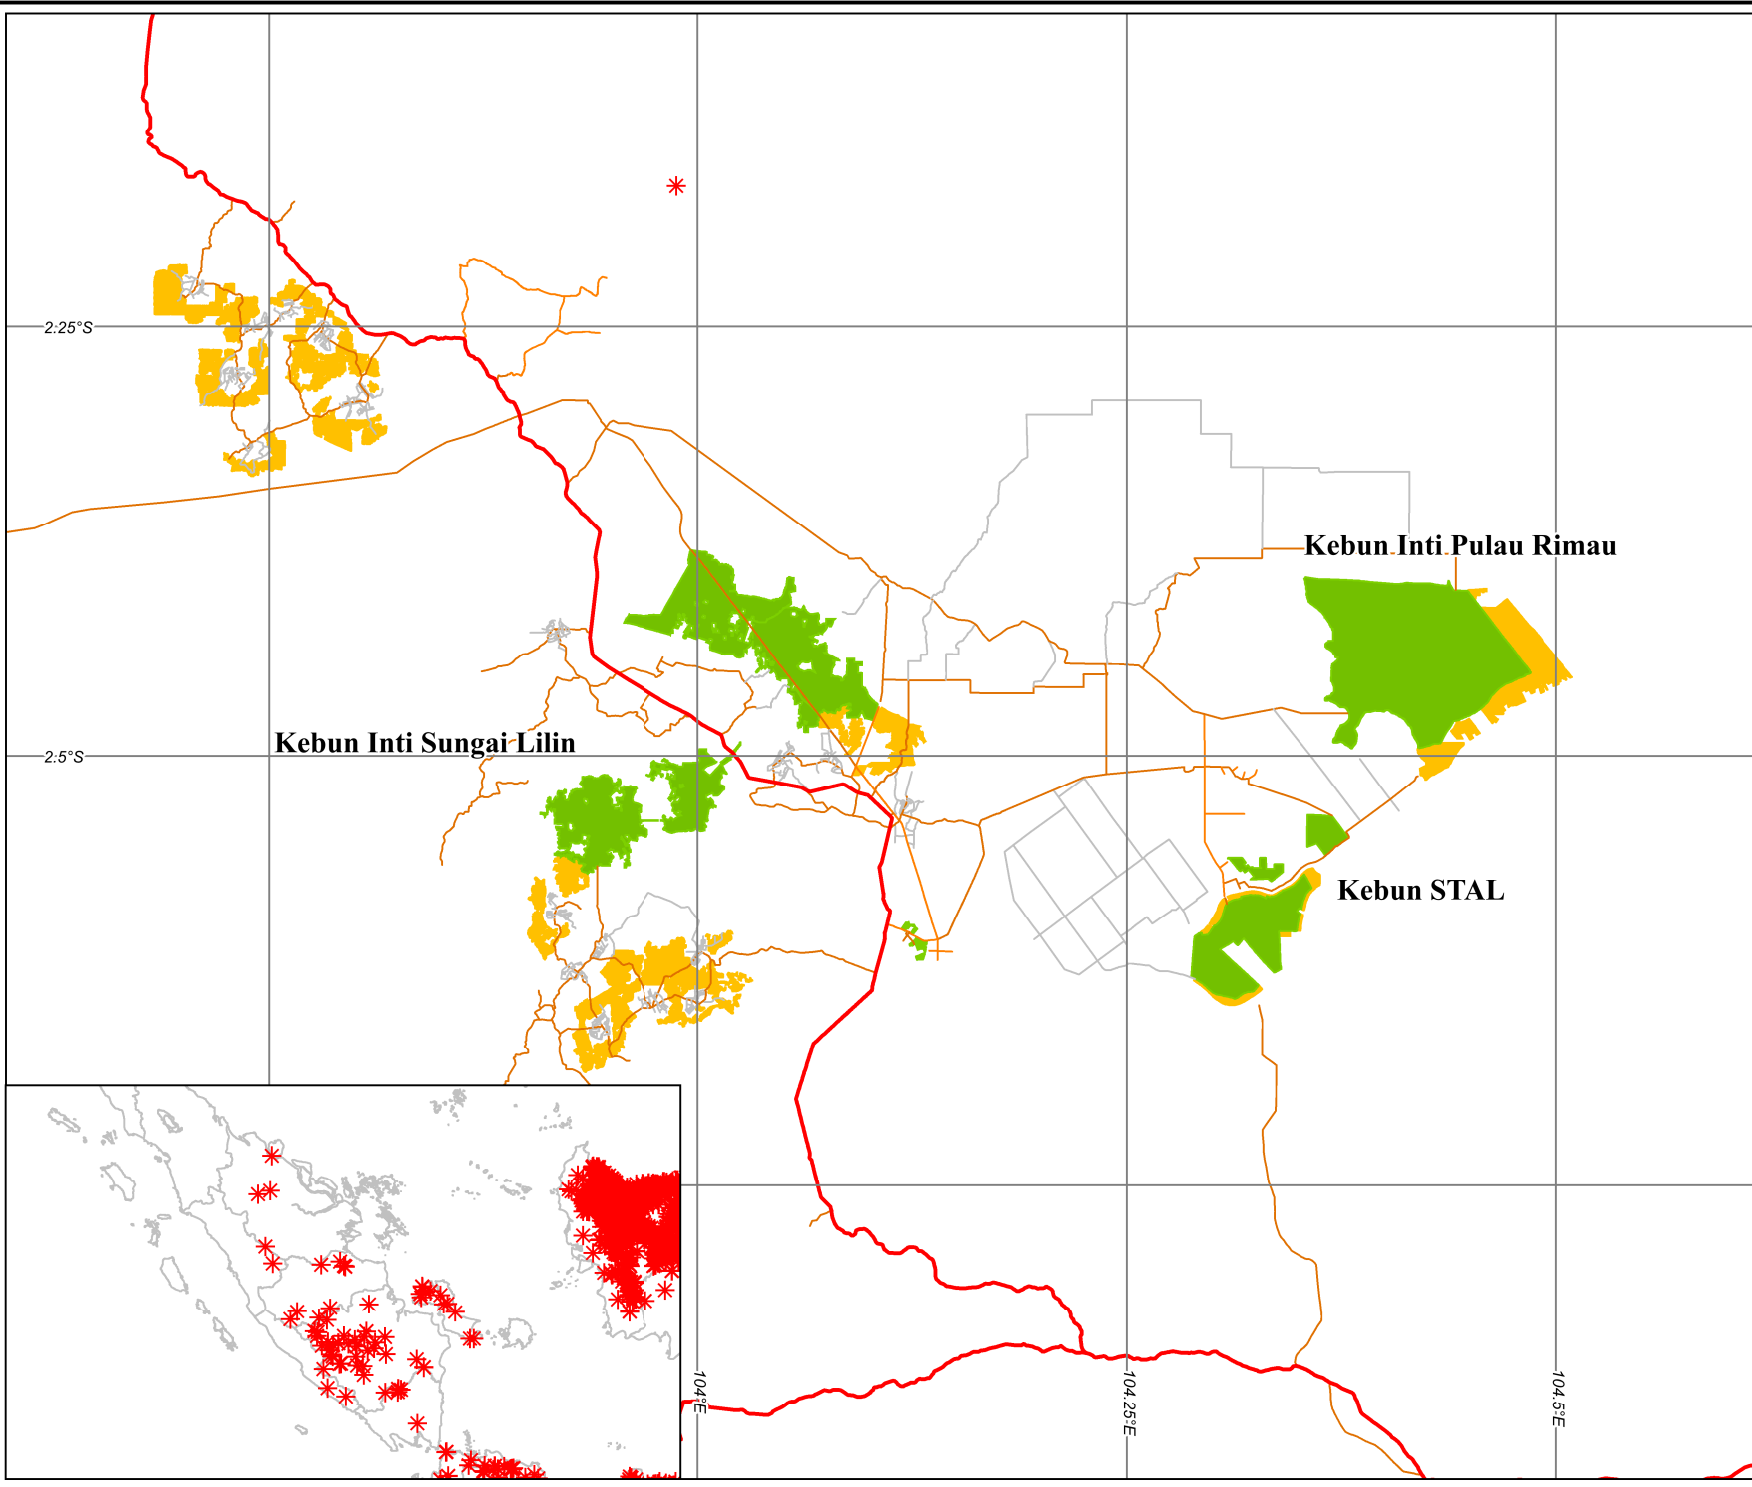 2:25°S
Kebun Inti Pulau Rimau
Kebun Inti Sungai Lilin
2.5°S
Kebun STAL
104°E
104.25°E
104.5°E